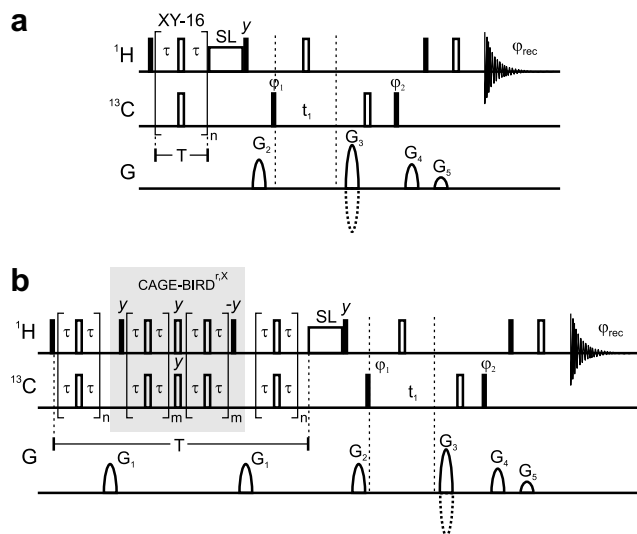 a
XY-16
SL y
¹H τ τ φrec
φ₁ φ₂
¹³C t₁
n
T
G G₂ G₃ G₄ G₅
b
CAGE-BIRDʳ'ˣ
y y -y SL y
¹H τ τ τ τ τ τ τ τ φrec
y φ₁ φ₂
¹³C τ τ τ τ τ τ τ τ t₁
n m m n
T
G G₁ G₁ G₂ G₃ G₄ G₅